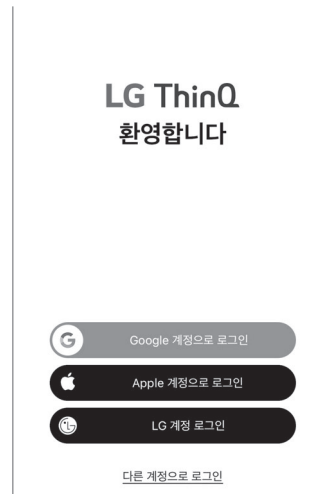 LG ThinQ
환영합니다
G
Google 계정으로 로그인
Apple 계정으로 로그인
LG 계정 로그인
다른 계정으로 로그인